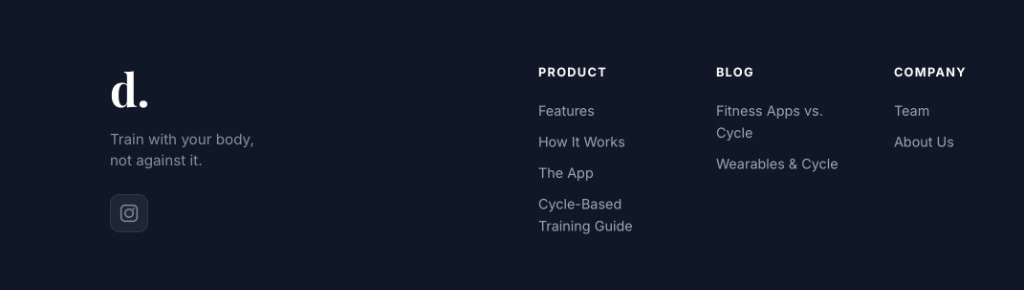 d.
Train with your body,
not against it.
PRODUCT
Features
How It Works
The App
Cycle-Based
Training Guide
BLOG
Fitness Apps vs.
Cycle
Wearables & Cycle
COMPANY
Team
About Us